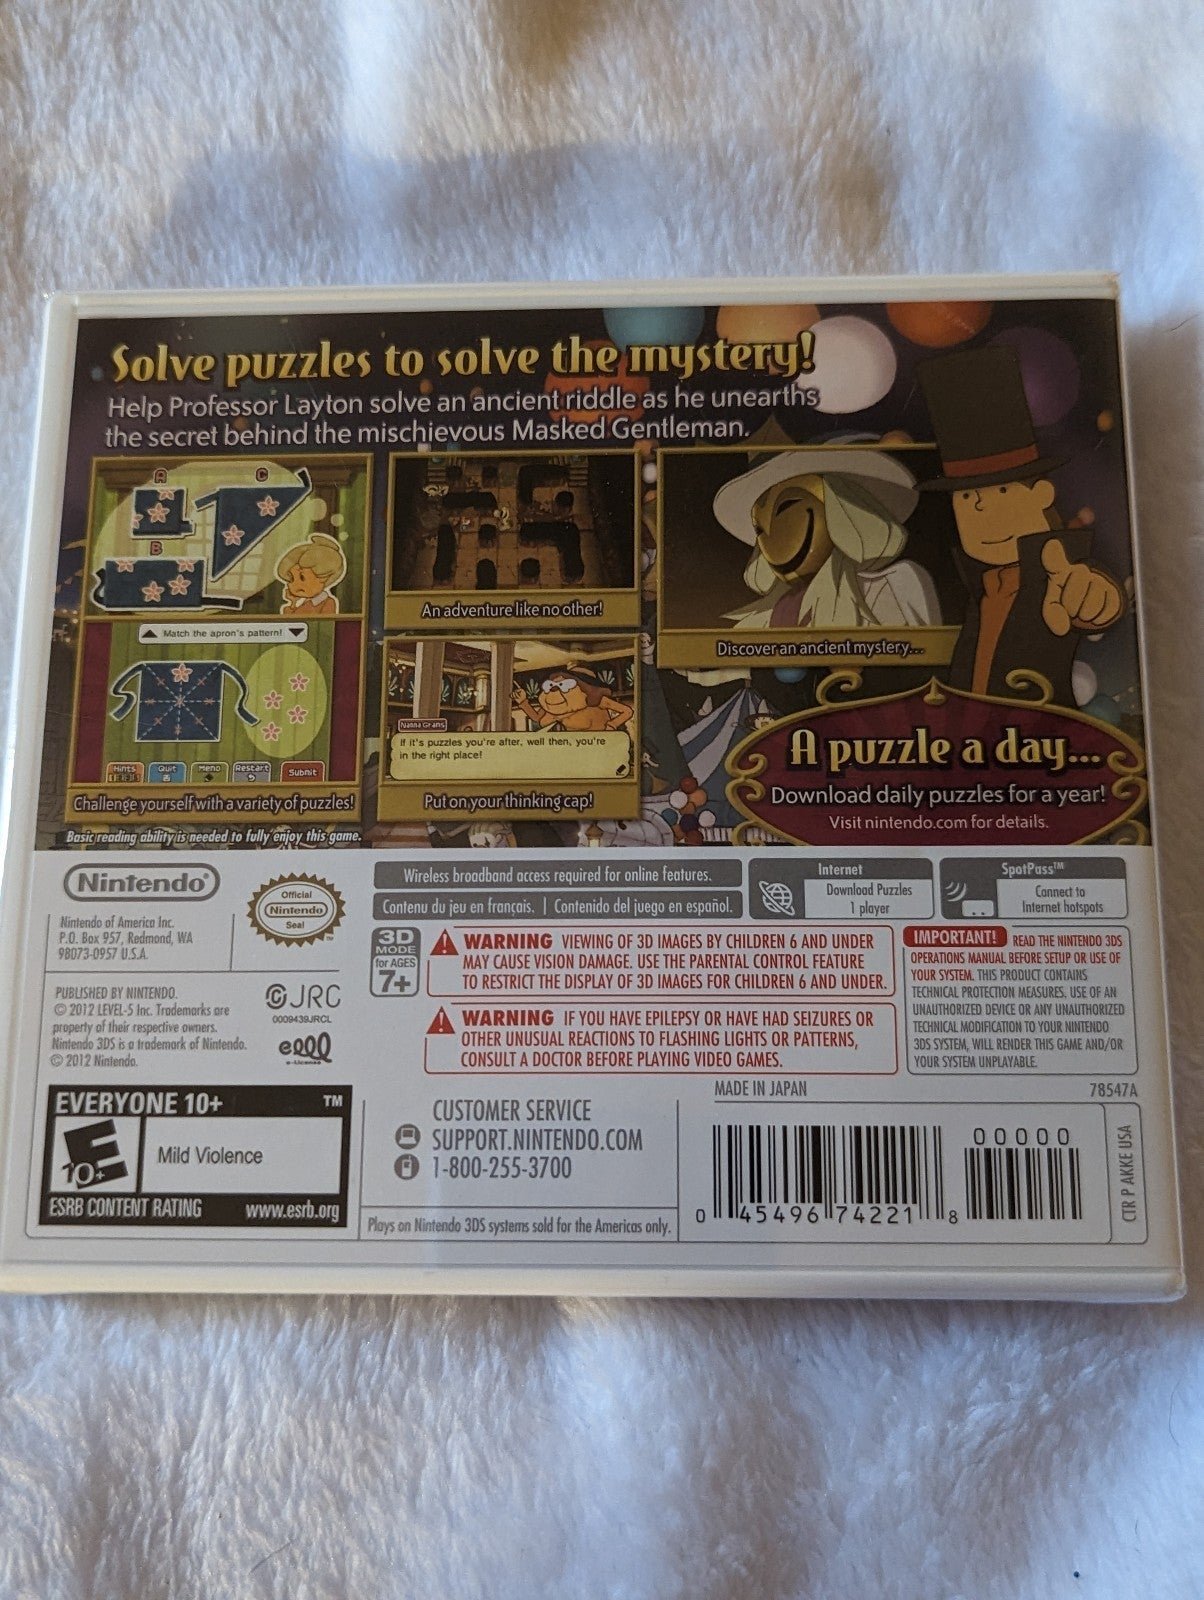 Solve puzzles to solve the mystery!
Help Professor Layton solve an ancient riddle as he unearths
the secret behind the mischievous Masked Gentleman.
A
C
B
Match the apron's pattern!
Hints
Quit
Memo
Restart
Submit
Challenge yourself with a variety of puzzles!
Basic reading ability is needed to fully enjoy this game.
An adventure like no other!
Nanna Grams
If it's puzzles you're after, well then, you're
in the right place!
Put on your thinking cap!
Discover an ancient mystery...
A puzzle a day...
Download daily puzzles for a year!
Visit nintendo.com for details.
Nintendo®
Nintendo of America Inc.
P.O. Box 957, Redmond, WA
98073-0957 U.S.A.
Official
Nintendo
Seal
Wireless broadband access required for online features.
Contenu du jeu en français. | Contenido del juego en español.
Internet
Download Puzzles
1 player
SpotPass™
Connect to
Internet hotspots
PUBLISHED BY NINTENDO.
© 2012 LEVEL-5 Inc. Trademarks are
property of their respective owners.
Nintendo 3DS is a trademark of Nintendo.
© 2012 Nintendo.
JRC
0009439JRCL
e-License
3D
MODE
for AGES
7+
WARNING VIEWING OF 3D IMAGES BY CHILDREN 6 AND UNDER
MAY CAUSE VISION DAMAGE. USE THE PARENTAL CONTROL FEATURE
TO RESTRICT THE DISPLAY OF 3D IMAGES FOR CHILDREN 6 AND UNDER.
WARNING IF YOU HAVE EPILEPSY OR HAVE HAD SEIZURES OR
OTHER UNUSUAL REACTIONS TO FLASHING LIGHTS OR PATTERNS,
CONSULT A DOCTOR BEFORE PLAYING VIDEO GAMES.
IMPORTANT! READ THE NINTENDO 3DS
OPERATIONS MANUAL BEFORE SETUP OR USE OF
YOUR SYSTEM. THIS PRODUCT CONTAINS
TECHNICAL PROTECTION MEASURES. USE OF AN
UNAUTHORIZED DEVICE OR ANY UNAUTHORIZED
TECHNICAL MODIFICATION TO YOUR NINTENDO
3DS SYSTEM, WILL RENDER THIS GAME AND/OR
YOUR SYSTEM UNPLAYABLE.
EVERYONE 10+ ™
E
10+
Mild Violence
ESRB CONTENT RATING www.esrb.org
CUSTOMER SERVICE
SUPPORT.NINTENDO.COM
1-800-255-3700
Plays on Nintendo 3DS systems sold for the Americas only.
MADE IN JAPAN
78547A
00000
0 45496 74221 8
CTR P AKKE USA